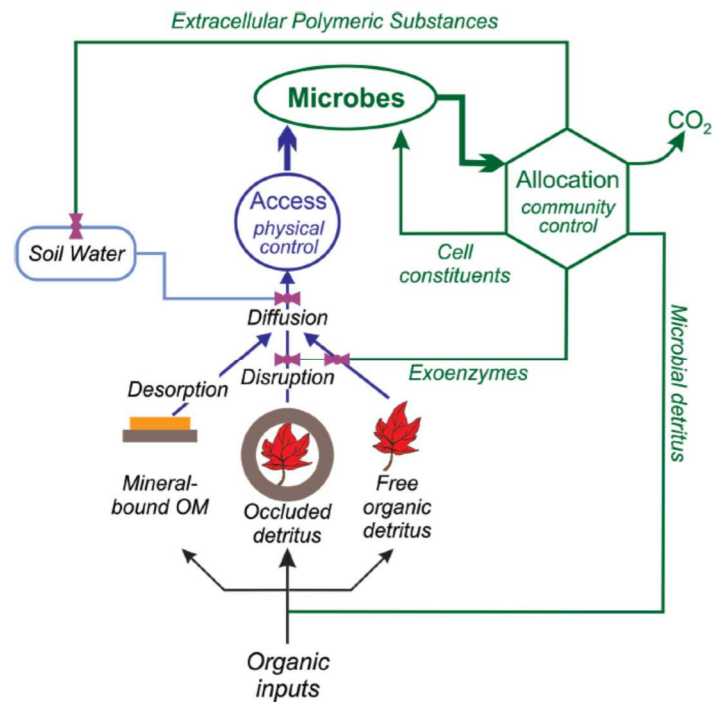 Extracellular Polymeric Substances
Microbes
CO₂
Allocation
community
control
Access
physical
control
Soil Water
Cell
constituents
Microbial detritus
Diffusion
Desorption
Disruption
Exoenzymes
Mineral-
bound OM
Occluded
detritus
Free
organic
detritus
Organic
inputs